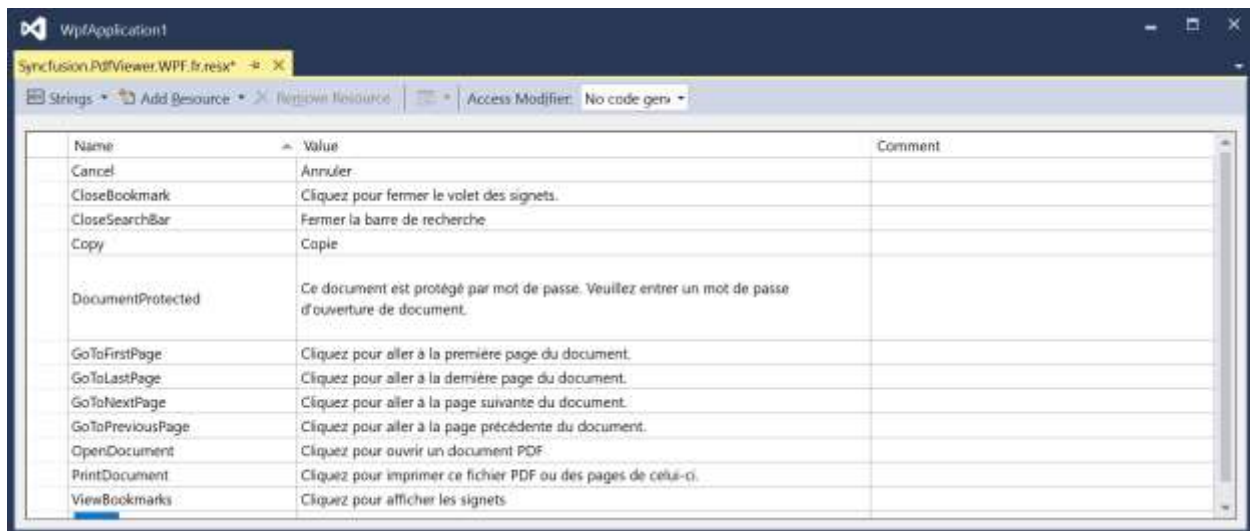 WpfApplication1
Syncfusion.PdfViewer.WPF.fr.resx*
Strings Add Resource Remove Resource Access Modifier: No code gen
Name Value Comment
Cancel Annuler
CloseBookmark Cliquez pour fermer le volet des signets.
CloseSearchBar Fermer la barre de recherche
Copy Copie
DocumentProtected Ce document est protégé par mot de passe. Veuillez entrer un mot de passe
d'ouverture de document.
GoToFirstPage Cliquez pour aller à la première page du document.
GoToLastPage Cliquez pour aller à la dernière page du document.
GoToNextPage Cliquez pour aller à la page suivante du document.
GoToPreviousPage Cliquez pour aller à la page précédente du document.
OpenDocument Cliquez pour ouvrir un document PDF
PrintDocument Cliquez pour imprimer ce fichier PDF ou des pages de celui-ci.
ViewBookmarks Cliquez pour afficher les signets